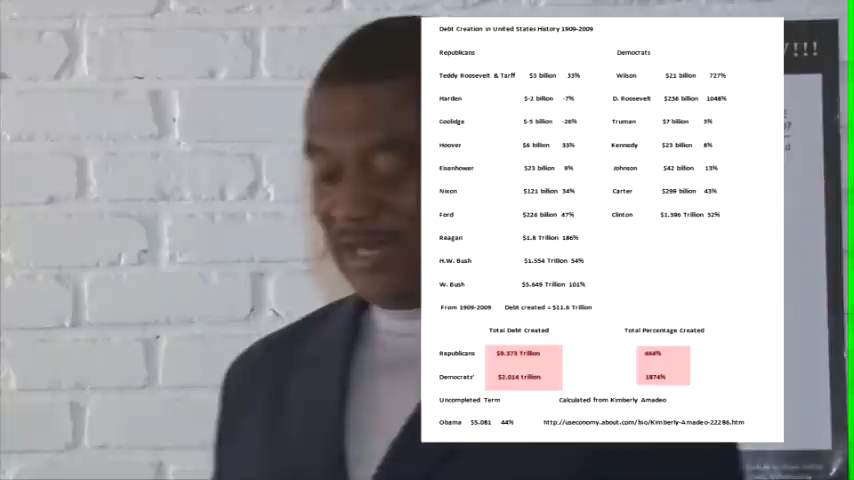 Debt Creation in United States History 1909-2009
Republicans Democrats
Teddy Roosevelt & Tarff $3 billion 33% Wilson $21 billion 727%
Harden $-2 billion -7% D. Roosevelt $236 billion 1048%
Coolidge $-5 billion -26% Truman $7 billion 3%
Hoover $6 billion 33% Kennedy $23 billion 8%
Eisenhower $23 billion 9% Johnson $42 billion 13%
Nixon $121 billion 34% Carter $299 billion 43%
Ford $224 billion 47% Clinton $1.396 Trillion 32%
Reagan $1.8 Trillion 186%
H.W. Bush $1.554 Trillion 54%
W. Bush $5.849 Trillion 101%
From 1909-2009 Debt created = $11.6 Trillion
Total Debt Created Total Percentage Created
Republicans $9.373 Trillion 464%
Democrats' $2.014 trillion 1874%
Uncompleted Term Calculated from Kimberly Amadeo
Obama $5.081 44% http://useconomy.about.com/bio/Kimberly-Amadeo-22286.htm
!!!